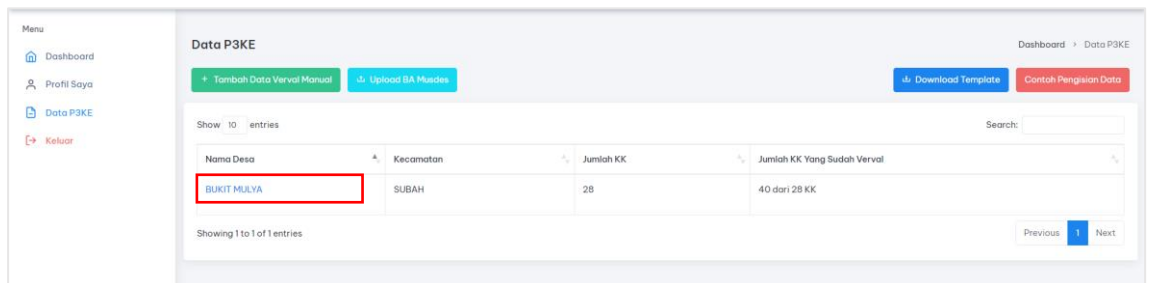 Menu
Dashboard
Profil Saya
Data P3KE
Keluar
Data P3KE
Dashboard > Data P3KE
+ Tambah Data Verval Manual
Upload BA Musdes
Download Template
Contoh Pengisian Data
Show 10 entries
Search:
Nama Desa Kecamatan Jumlah KK Jumlah KK Yang Sudah Verval
BUKIT MULYA SUBAH 28 40 dari 28 KK
Showing 1 to 1 of 1 entries
Previous 1 Next